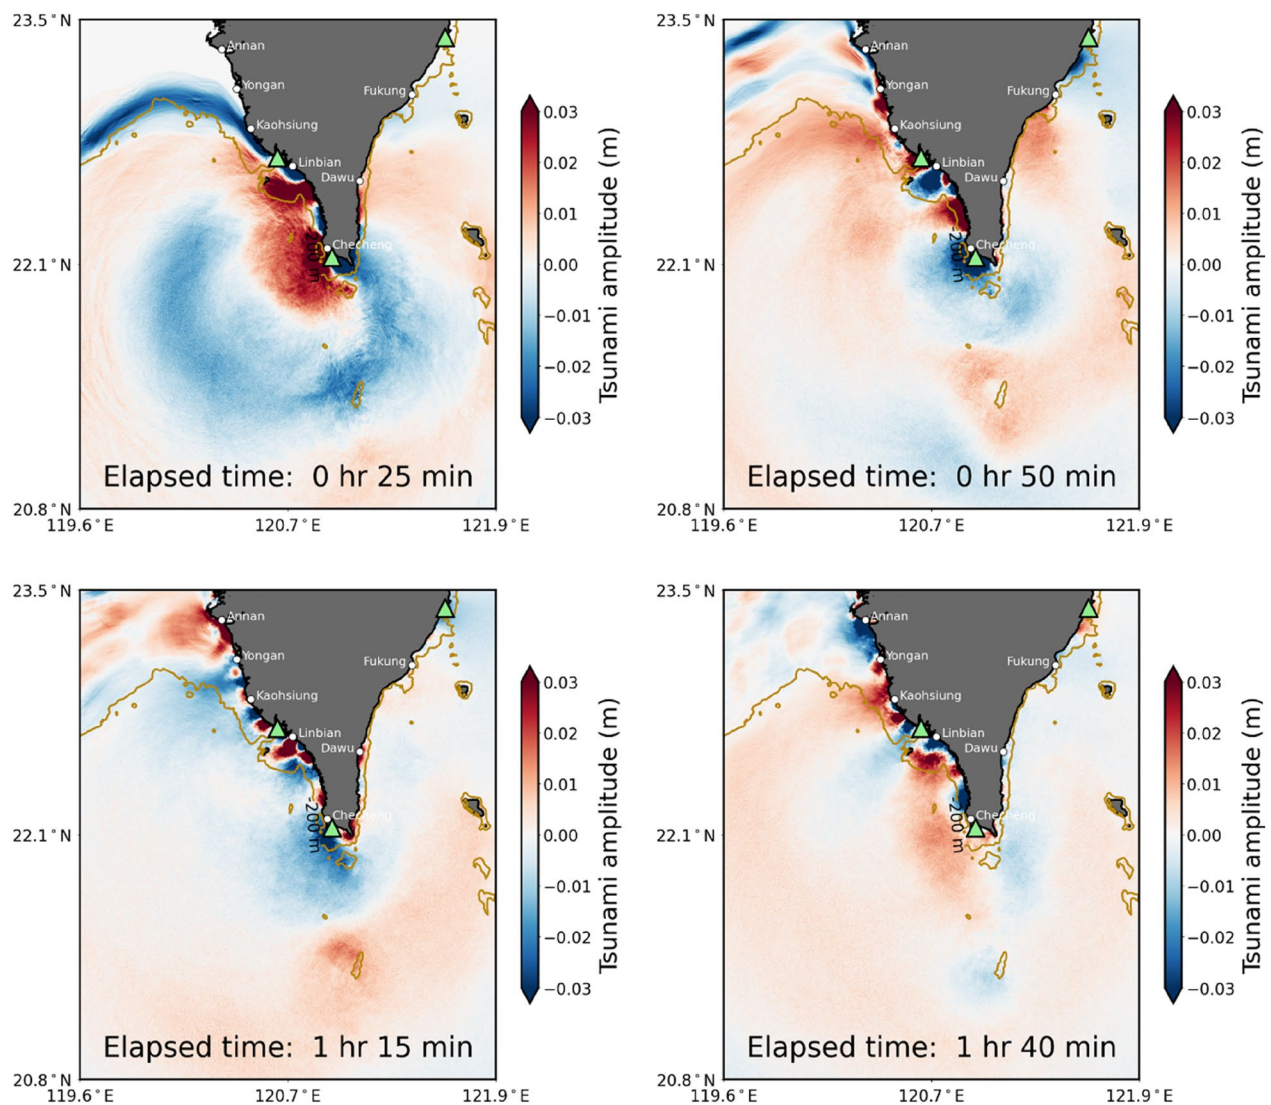 23.5°N
22.1°N
20.8°N
119.6°E
120.7°E
121.9°E
Annan
Yongan
Kaohsiung
Linbian
Fukung
Dawu
Checheng
-200 m
Elapsed time: 0 hr 25 min
0.03
0.02
0.01
0.00
−0.01
−0.02
−0.03
Tsunami amplitude (m)
23.5°N
22.1°N
20.8°N
119.6°E
120.7°E
121.9°E
Annan
Yongan
Kaohsiung
Linbian
Fukung
Dawu
Checheng
-200 m
Elapsed time: 0 hr 50 min
0.03
0.02
0.01
0.00
−0.01
−0.02
−0.03
Tsunami amplitude (m)
23.5°N
22.1°N
20.8°N
119.6°E
120.7°E
121.9°E
Annan
Yongan
Kaohsiung
Linbian
Fukung
Dawu
Checheng
-200 m
Elapsed time: 1 hr 15 min
0.03
0.02
0.01
0.00
−0.01
−0.02
−0.03
Tsunami amplitude (m)
23.5°N
22.1°N
20.8°N
119.6°E
120.7°E
121.9°E
Annan
Yongan
Kaohsiung
Linbian
Fukung
Dawu
Checheng
-200 m
Elapsed time: 1 hr 40 min
0.03
0.02
0.01
0.00
−0.01
−0.02
−0.03
Tsunami amplitude (m)